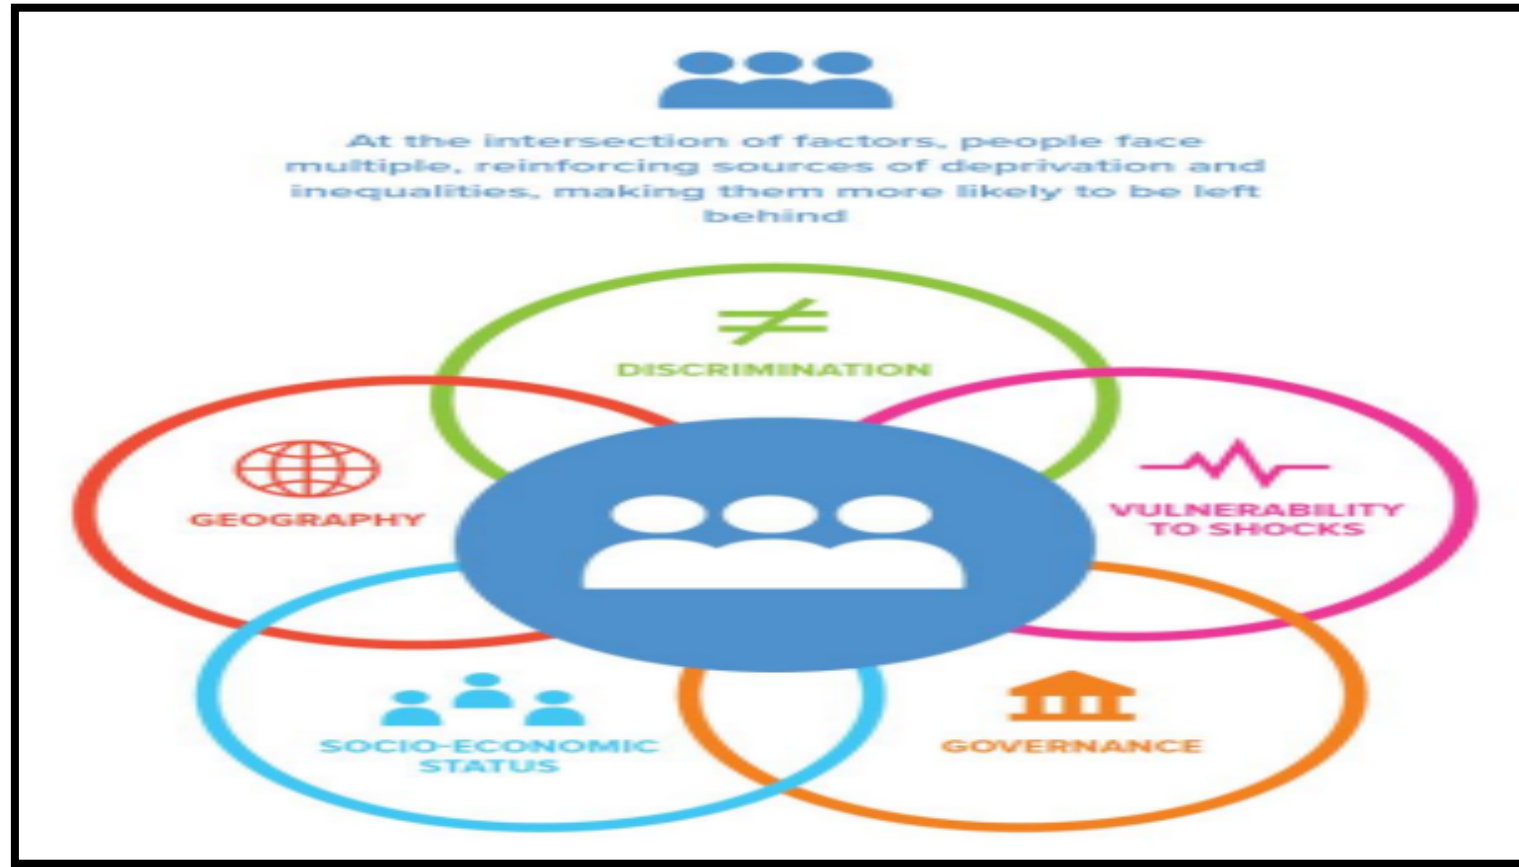 At the intersection of factors, people face
multiple, reinforcing sources of deprivation and
inequalities, making them more likely to be left
behind
DISCRIMINATION
GEOGRAPHY
VULNERABILITY
TO SHOCKS
SOCIO-ECONOMIC
STATUS
GOVERNANCE